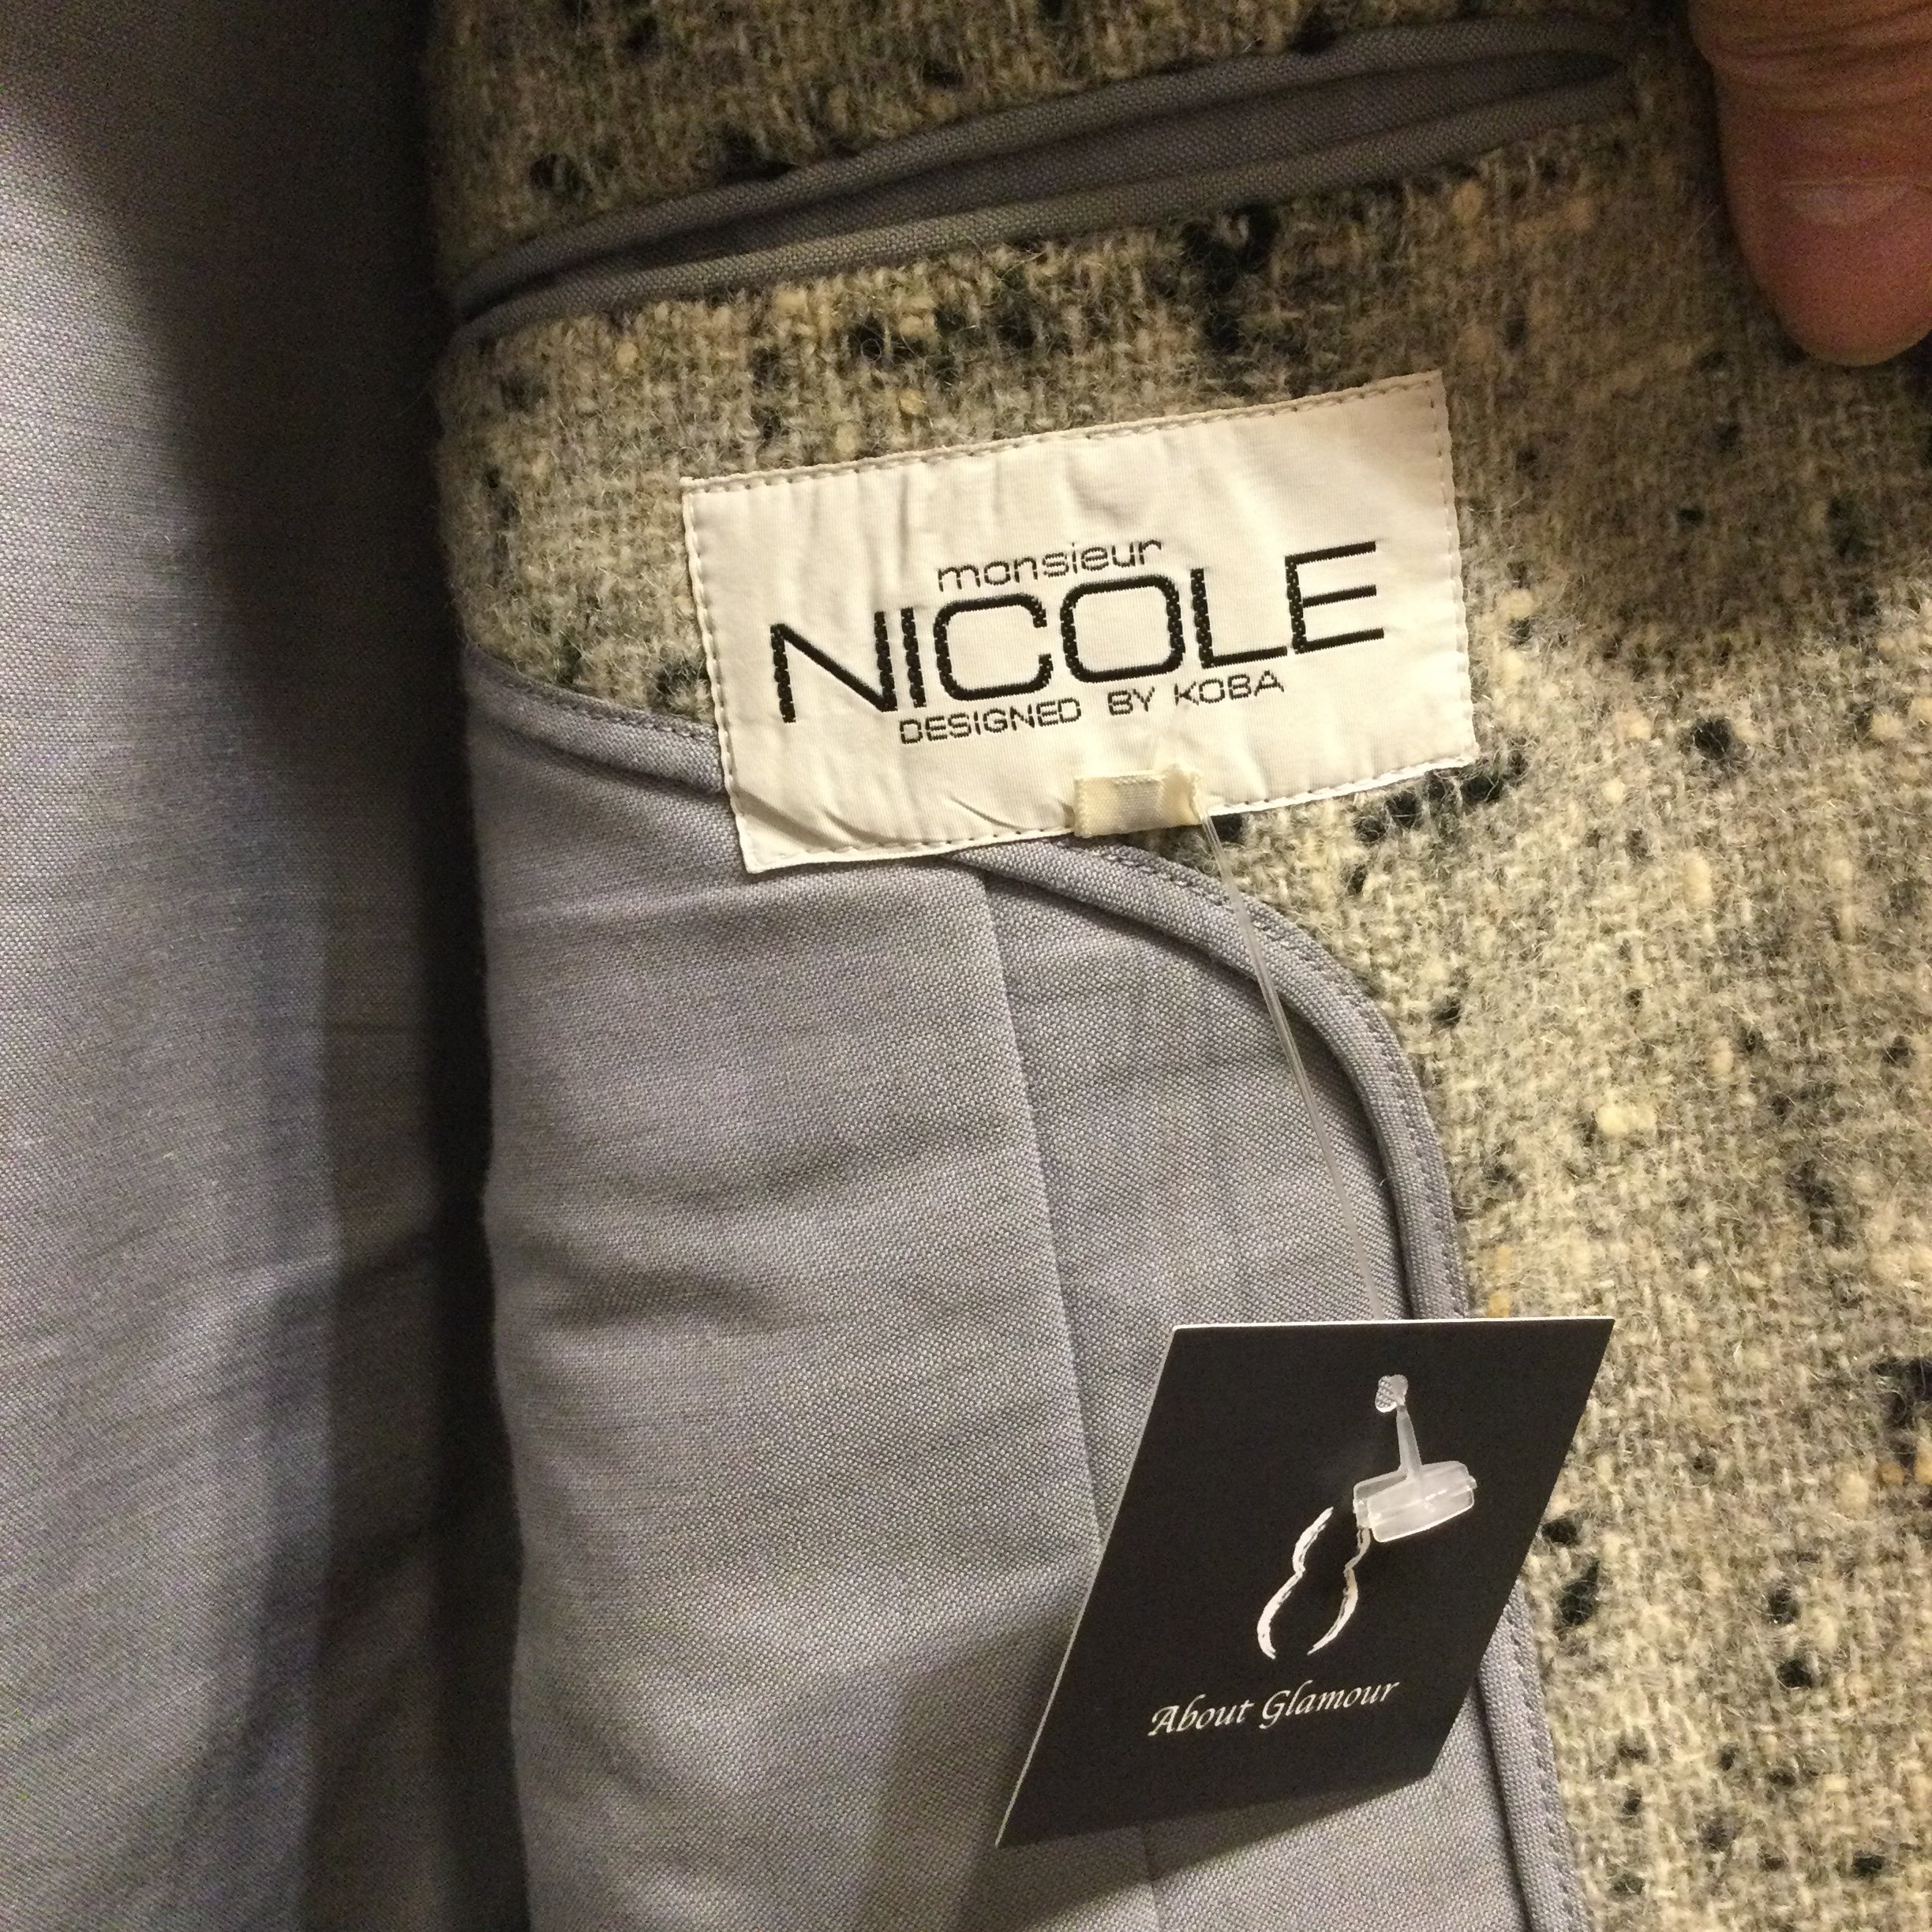 monsieur
NICOLE
DESIGNED BY KOBA
About Glamour